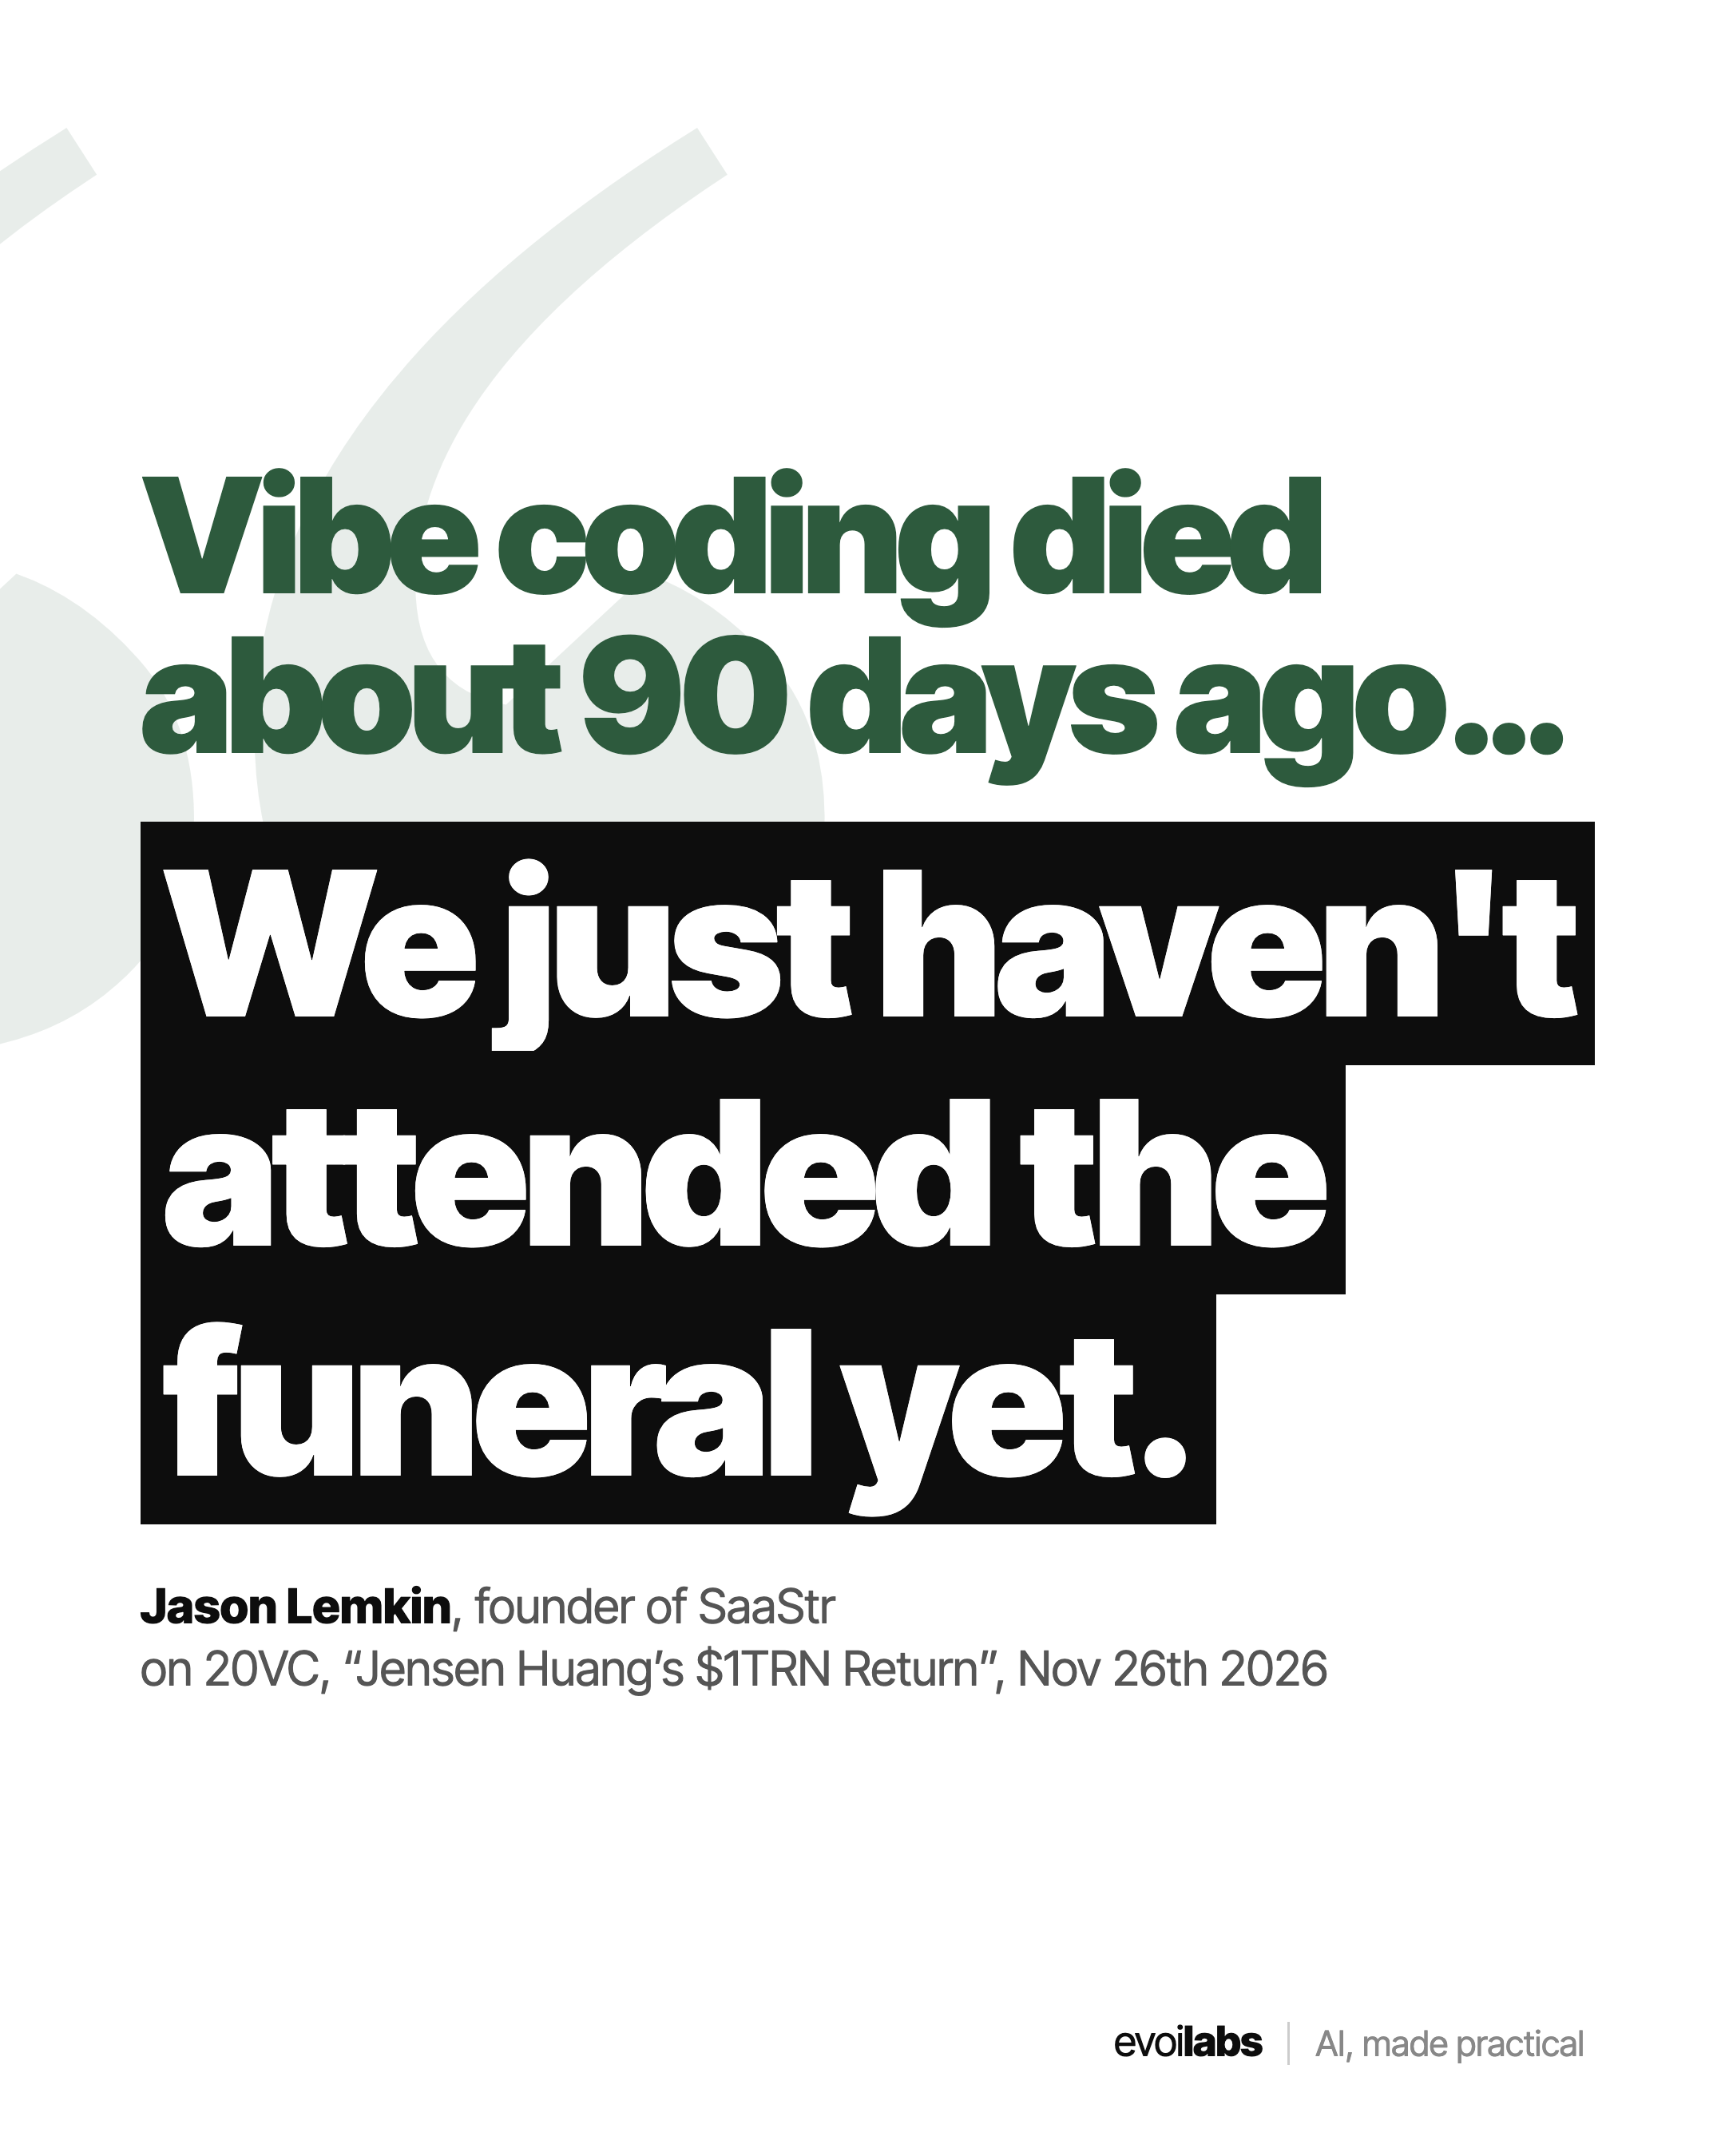 Vibe coding died
about 90 days ago...
We just haven't
attended the
funeral yet.
Jason Lemkin, founder of SaaStr
on 20VC, “Jensen Huang’s $1TRN Return”, Nov 26th 2026
evoilabs | AI, made practical